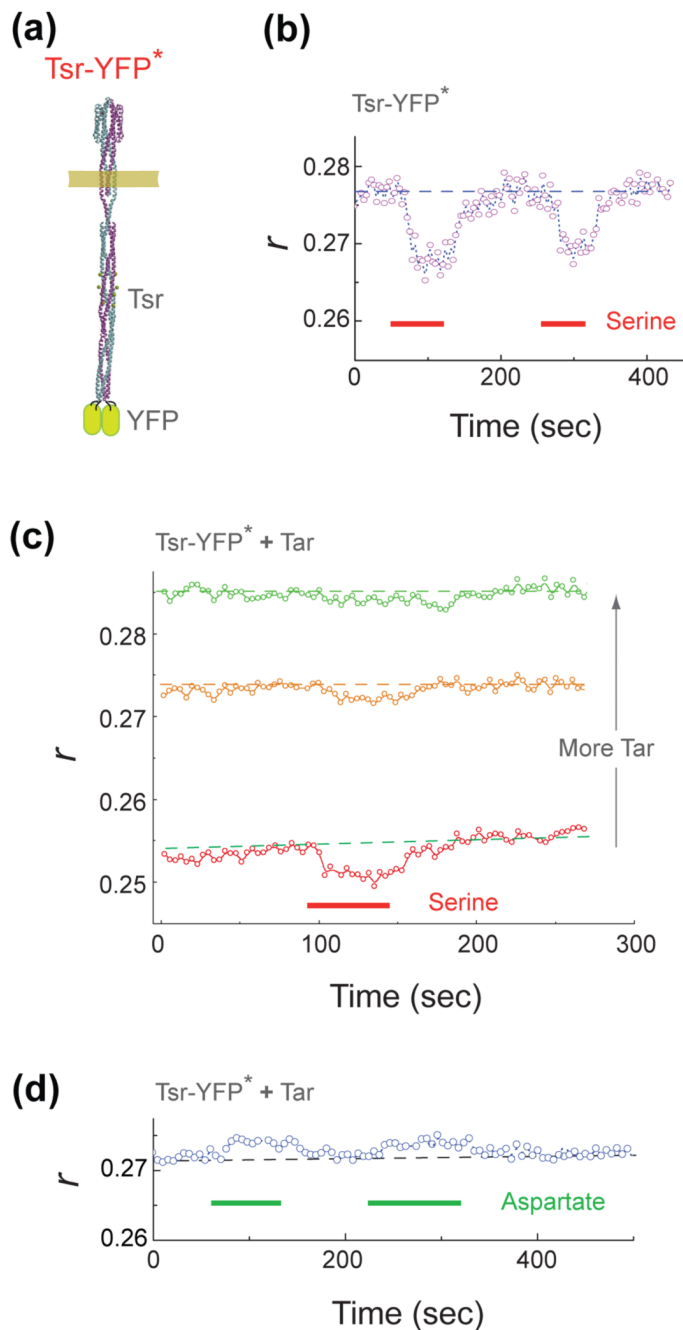 (a)
Tsr-YFP*
Tsr
YFP
(b)
Tsr-YFP*
r
0.28
0.27
0.26
Serine
0
200
400
Time (sec)
(c)
Tsr-YFP* + Tar
r
0.28
0.27
0.26
0.25
More Tar
Serine
0
100
200
300
Time (sec)
(d)
Tsr-YFP* + Tar
r
0.27
0.26
Aspartate
0
200
400
Time (sec)